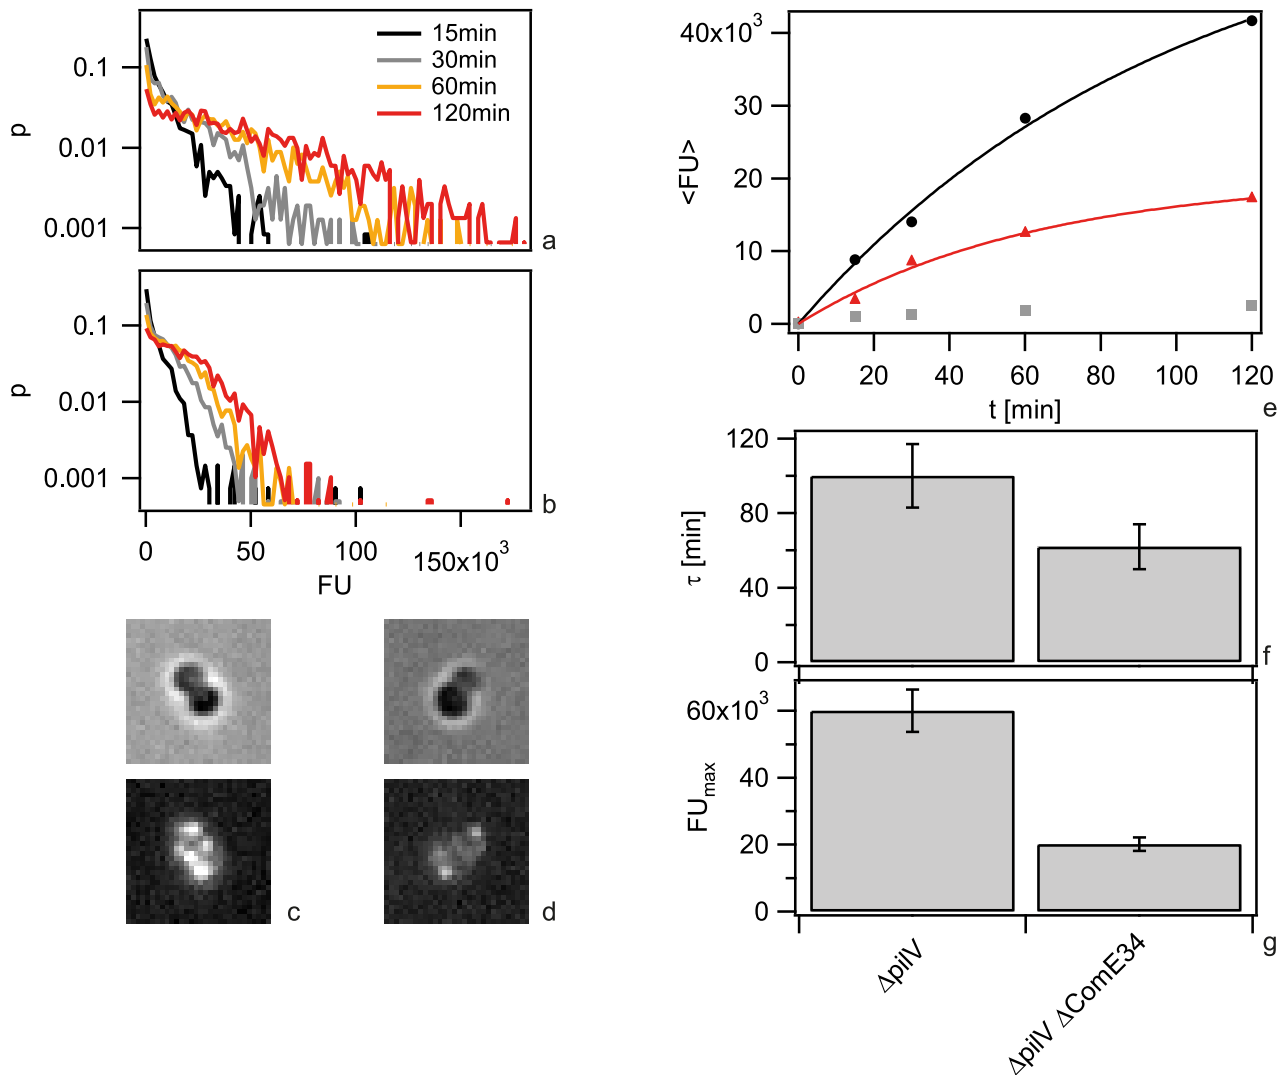 15min
30min
60min
120min
0.1
0.01
0.001
p
a
0.1
0.01
0.001
p
b
0
50
100
150x10³
FU
c
d
40x10³
30
20
10
0
<FU>
0
20
40
60
80
100
120
t [min]
e
120
80
40
0
τ [min]
f
60x10³
40
20
0
FUmax
g
ΔpilV
ΔpilV ΔComE34